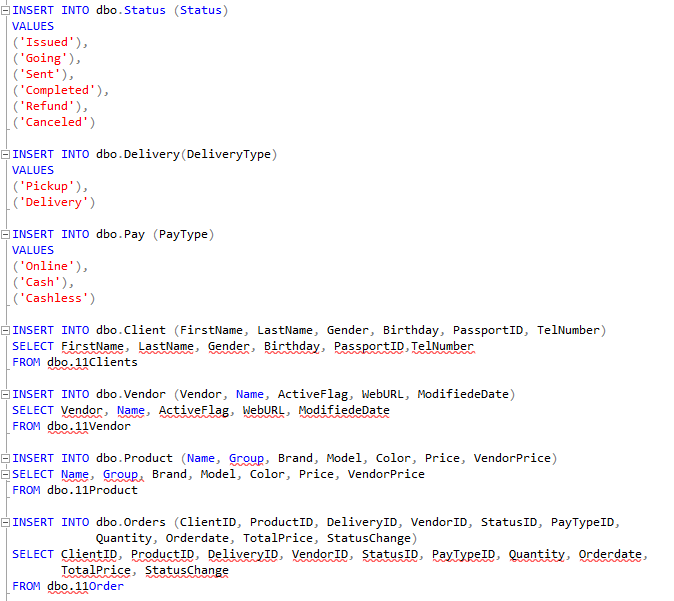 INSERT INTO dbo.Status (Status)
VALUES
('Issued'),
('Going'),
('Sent'),
('Completed'),
('Refund'),
('Canceled')
INSERT INTO dbo.Delivery(DeliveryType)
VALUES
('Pickup'),
('Delivery')
INSERT INTO dbo.Pay (PayType)
VALUES
('Online'),
('Cash'),
('Cashless')
INSERT INTO dbo.Client (FirstName, LastName, Gender, Birthday, PassportID, TelNumber)
SELECT FirstName, LastName, Gender, Birthday, PassportID,TelNumber
FROM dbo.11Clients
INSERT INTO dbo.Vendor (Vendor, Name, ActiveFlag, WebURL, ModifiedeDate)
SELECT Vendor, Name, ActiveFlag, WebURL, ModifiedeDate
FROM dbo.11Vendor
INSERT INTO dbo.Product (Name, Group, Brand, Model, Color, Price, VendorPrice)
SELECT Name, Group, Brand, Model, Color, Price, VendorPrice
FROM dbo.11Product
INSERT INTO dbo.Orders (ClientID, ProductID, DeliveryID, VendorID, StatusID, PayTypeID,
Quantity, Orderdate, TotalPrice, StatusChange)
SELECT ClientID, ProductID, DeliveryID, VendorID, StatusID, PayTypeID, Quantity, Orderdate,
TotalPrice, StatusChange
FROM dbo.11Order